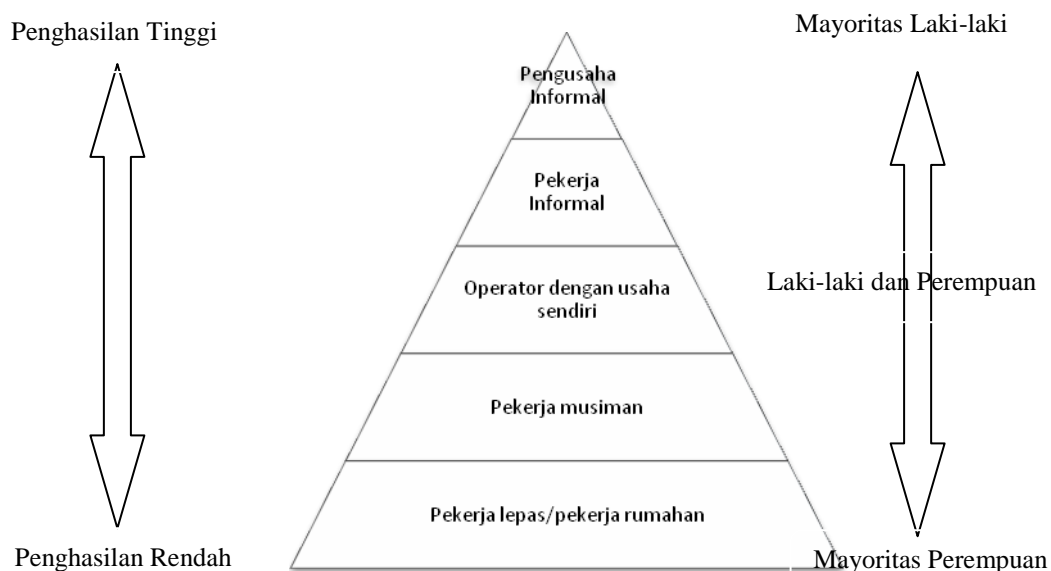 Penghasilan Tinggi
Mayoritas Laki-laki
Pengusaha
Informal
Pekerja
Informal
Operator dengan usaha
sendiri
Laki-laki dan Perempuan
Pekerja musiman
Pekerja lepas/pekerja rumahan
Penghasilan Rendah
Mayoritas Perempuan